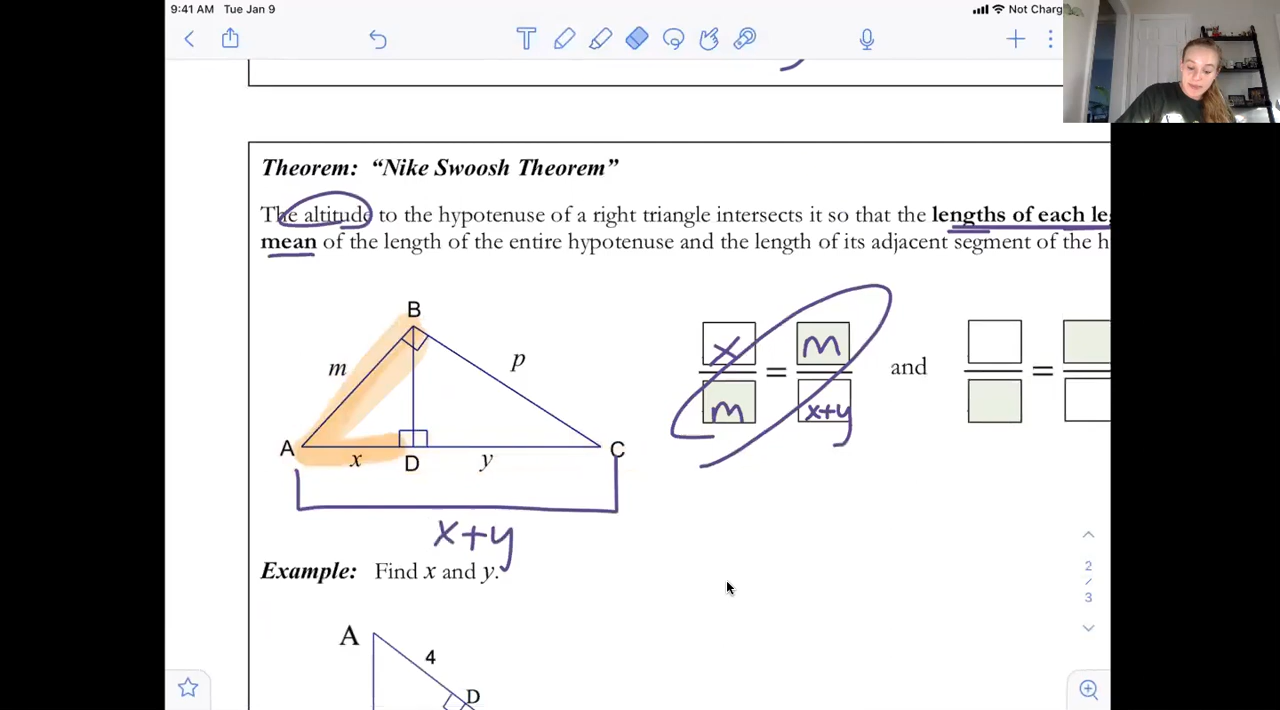 9:41 AM Tue Jan 9
Not Charg
T
Theorem: “Nike Swoosh Theorem”
The altitude to the hypotenuse of a right triangle intersects it so that the lengths of each le
mean of the length of the entire hypotenuse and the length of its adjacent segment of the h
B
m
p
A
x
D
y
C
x+y
x
m
=
m
x+y
and
=
Example: Find x and y.
A
4
D
2
/
3